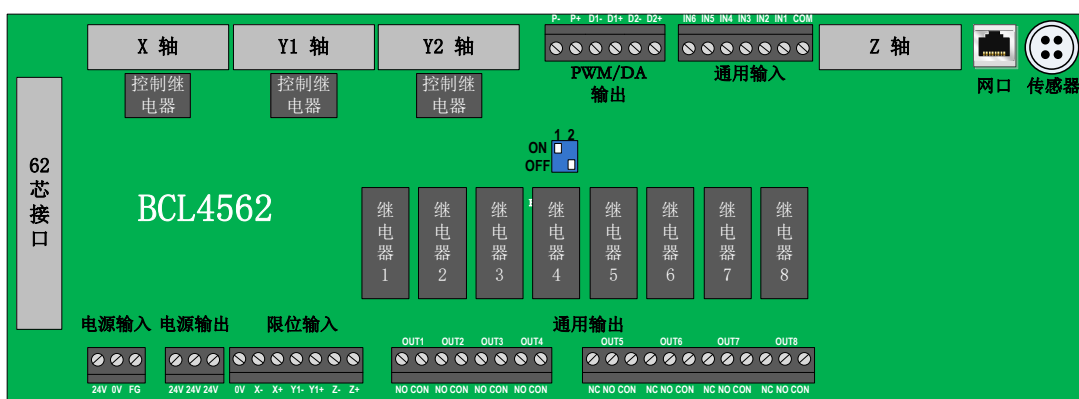 P- P+ D1- D1+ D2- D2+
IN6 IN5 IN4 IN3 IN2 IN1 COM
X 轴
Y1 轴
Y2 轴
Z 轴
PWM/DA
输出
通用输入
网口
传感器
控制继
电器
控制继
电器
控制继
电器
1 2
ON
OFF
62
芯
接
口
BCL4562
继
电
器
1
继
电
器
2
继
电
器
3
继
电
器
4
继
电
器
5
继
电
器
6
继
电
器
7
继
电
器
8
电源输入
电源输出
限位输入
通用输出
OUT1 OUT2 OUT3 OUT4
OUT5 OUT6 OUT7 OUT8
24V 0V FG
24V 24V 24V
0V X- X+ Y1- Y1+ Z- Z+
NO CON NO CON NO CON NO CON
NC NO CON NC NO CON NC NO CON NC NO CON